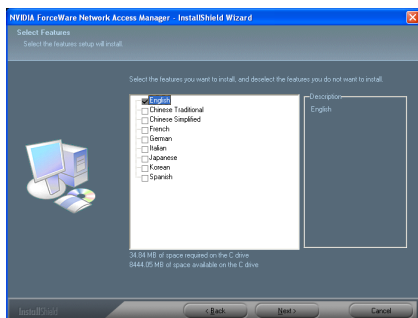 NVIDIA ForceWare Network Access Manager - InstallShield Wizard
Select Features
Select the features setup will install.
Select the features you want to install, and deselect the features you do not want to install.
English
Chinese Traditional
Chinese Simplified
French
German
Italian
Japanese
Korean
Spanish
Description
English
34.84 MB of space required on the C drive
8444.05 MB of space available on the C drive
InstallShield
< Back
Next >
Cancel